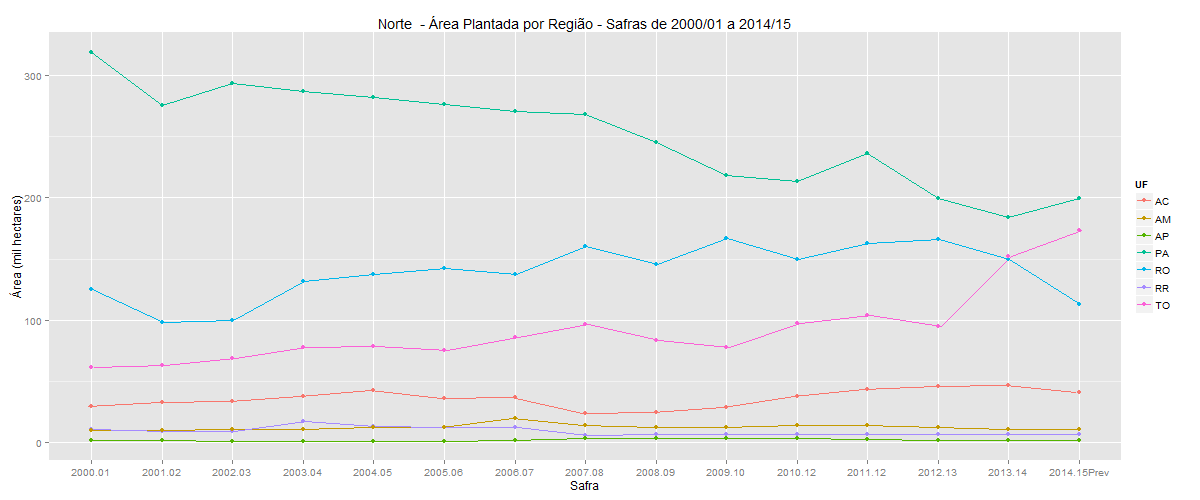 Norte  - Área Plantada por Região - Safras de 2000/01 a 2014/15
Área (mil hectares)
300
200
100
0
2000.01 2001.02 2002.03 2003.04 2004.05 2005.06 2006.07 2007.08 2008.09 2009.10 2010.12 2011.12 2012.13 2013.14 2014.15Prev
Safra
UF
AC
AM
AP
PA
RO
RR
TO